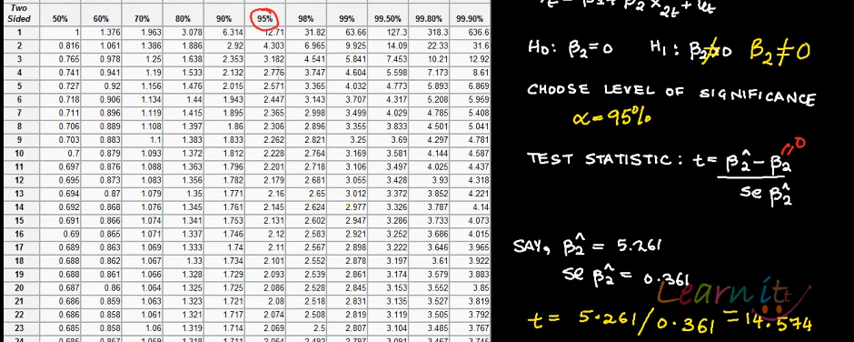 Two Sided 50% 60% 70% 80% 90% 95% 98% 99% 99.50% 99.80% 99.90%
1 1 1.376 1.963 3.078 6.314 12.71 31.82 63.66 127.3 318.3 636.6
2 0.816 1.061 1.386 1.886 2.92 4.303 6.965 9.925 14.09 22.33 31.6
3 0.765 0.978 1.25 1.638 2.353 3.182 4.541 5.841 7.453 10.21 12.92
4 0.741 0.941 1.19 1.533 2.132 2.776 3.747 4.604 5.598 7.173 8.61
5 0.727 0.92 1.156 1.476 2.015 2.571 3.365 4.032 4.773 5.893 6.869
6 0.718 0.906 1.134 1.44 1.943 2.447 3.143 3.707 4.317 5.208 5.959
7 0.711 0.896 1.119 1.415 1.895 2.365 2.998 3.499 4.029 4.785 5.408
8 0.706 0.889 1.108 1.397 1.86 2.306 2.896 3.355 3.833 4.501 5.041
9 0.703 0.883 1.1 1.383 1.833 2.262 2.821 3.25 3.69 4.297 4.781
10 0.7 0.879 1.093 1.372 1.812 2.228 2.764 3.169 3.581 4.144 4.587
11 0.697 0.876 1.088 1.363 1.796 2.201 2.718 3.106 3.497 4.025 4.437
12 0.695 0.873 1.083 1.356 1.782 2.179 2.681 3.055 3.428 3.93 4.318
13 0.694 0.87 1.079 1.35 1.771 2.16 2.65 3.012 3.372 3.852 4.221
14 0.692 0.868 1.076 1.345 1.761 2.145 2.624 2.977 3.326 3.787 4.14
15 0.691 0.866 1.074 1.341 1.753 2.131 2.602 2.947 3.286 3.733 4.073
16 0.69 0.865 1.071 1.337 1.746 2.12 2.583 2.921 3.252 3.686 4.015
17 0.689 0.863 1.069 1.333 1.74 2.11 2.567 2.898 3.222 3.646 3.965
18 0.688 0.862 1.067 1.33 1.734 2.101 2.552 2.878 3.197 3.61 3.922
19 0.688 0.861 1.066 1.328 1.729 2.093 2.539 2.861 3.174 3.579 3.883
20 0.687 0.86 1.064 1.325 1.725 2.086 2.528 2.845 3.153 3.552 3.85
21 0.686 0.859 1.063 1.323 1.721 2.08 2.518 2.831 3.135 3.527 3.819
22 0.686 0.858 1.061 1.321 1.717 2.074 2.508 2.819 3.119 3.505 3.792
23 0.685 0.858 1.06 1.319 1.714 2.069 2.5 2.807 3.104 3.485 3.767
H0: β₂=0 H₁: β₂≠0 β₂≠0
CHOOSE LEVEL OF SIGNIFICANCE
α=95%
TEST STATISTIC: t = β̂₂ - β₂ 0
se β̂₂
SAY, β̂₂ = 5.261
se β̂₂ = 0.361
Learnitt
t = 5.261/0.361 = 14.574